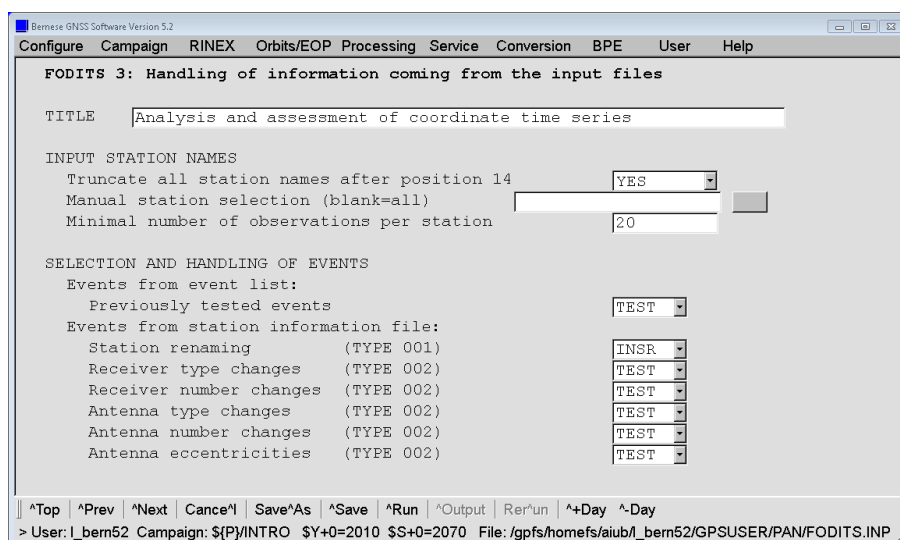 Bernese GNSS Software Version 5.2
Configure Campaign RINEX Orbits/EOP Processing Service Conversion BPE User Help
FODITS 3: Handling of information coming from the input files
TITLE Analysis and assessment of coordinate time series
INPUT STATION NAMES
Truncate all station names after position 14 YES
Manual station selection (blank=all)
Minimal number of observations per station 20
SELECTION AND HANDLING OF EVENTS
Events from event list:
Previously tested events TEST
Events from station information file:
Station renaming (TYPE 001) INSR
Receiver type changes (TYPE 002) TEST
Receiver number changes (TYPE 002) TEST
Antenna type changes (TYPE 002) TEST
Antenna number changes (TYPE 002) TEST
Antenna eccentricities (TYPE 002) TEST
^Top | ^Prev | ^Next | Cance^l | Save^As | ^Save | ^Run | ^Output | Rer^un | ^+Day ^-Day
> User: l_bern52 Campaign: ${P}/INTRO $Y+0=2010 $S+0=2070 File: /gpfs/homefs/aiub/l_bern52/GPSUSER/PAN/FODITS.INP